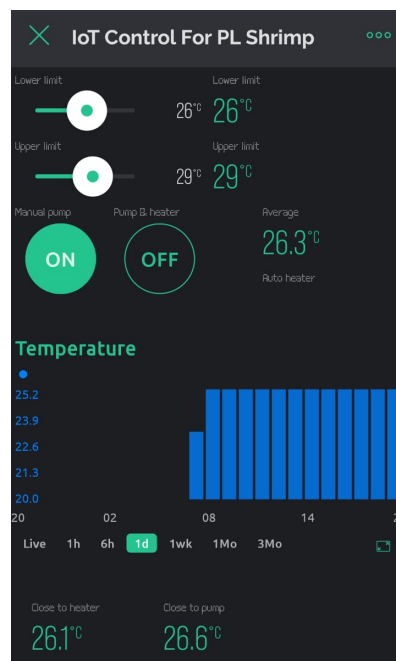 IoT Control For PL Shrimp
Lower limit Lower limit
26°C 26°C
Upper limit Upper limit
29°C 29°C
Manual pump Pump & heater Average
ON OFF 26.3°C
Auto heater
Temperature
25.2
23.9
22.6
21.3
20.0
20 02 08 14 2
Live 1h 6h 1d 1wk 1Mo 3Mo
Close to heater Close to pump
26.1°C 26.6°C